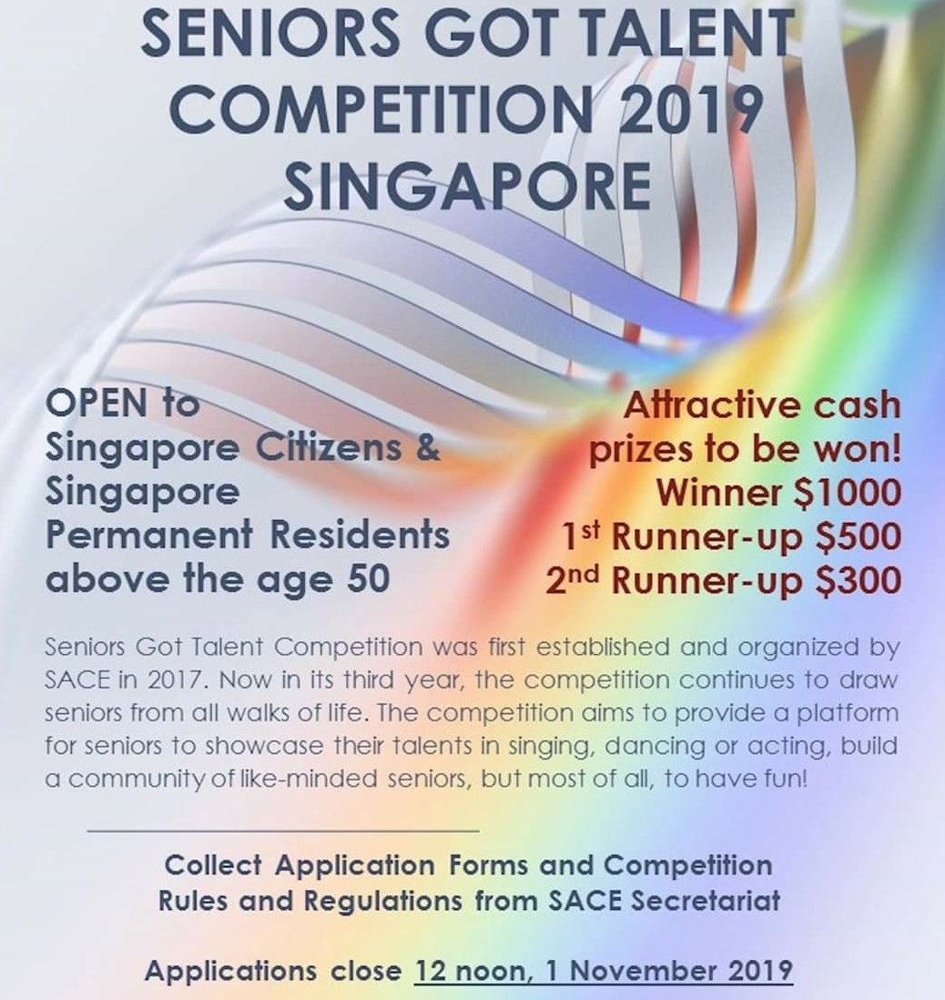 SENIORS GOT TALENT
COMPETITION 2019
SINGAPORE
OPEN to
Singapore Citizens &
Singapore
Permanent Residents
above the age 50
Attractive cash
prizes to be won!
Winner $1000
1st Runner-up $500
2nd Runner-up $300
Seniors Got Talent Competition was first established and organized by
SACE in 2017. Now in its third year, the competition continues to draw
seniors from all walks of life. The competition aims to provide a platform
for seniors to showcase their talents in singing, dancing or acting, build
a community of like-minded seniors, but most of all, to have fun!
Collect Application Forms and Competition
Rules and Regulations from SACE Secretariat
Applications close 12 noon, 1 November 2019